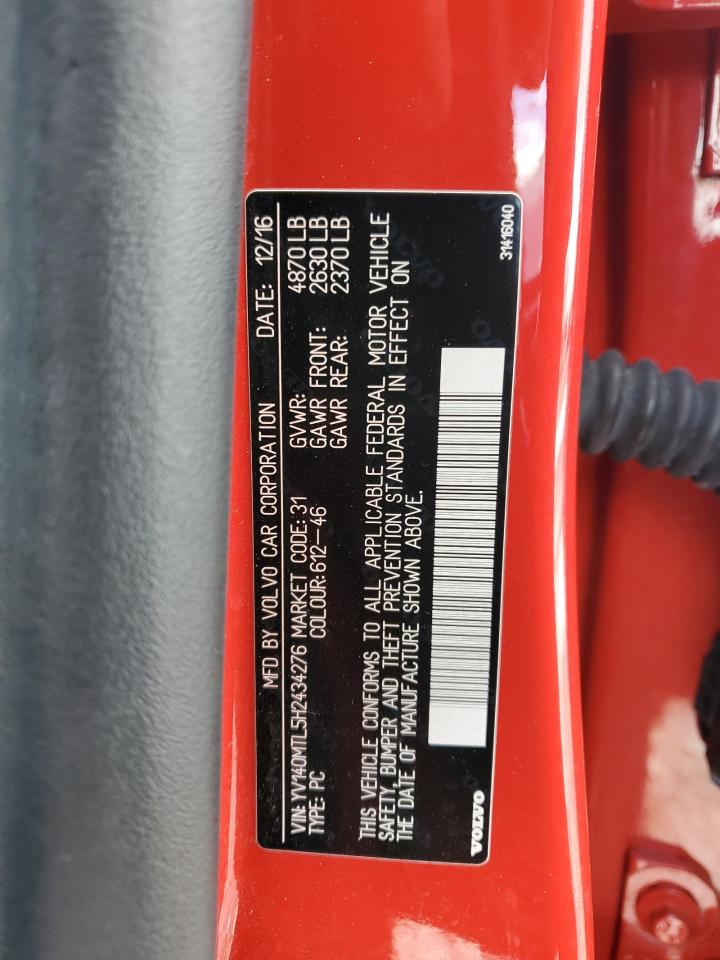 MFD BY VOLVO CAR CORPORATION DATE: 12/16
VIN: YV140MTL5H2434276 MARKET CODE: 31 GVWR: 4870 LB
TYPE: PC COLOUR: 612-46 GAWR FRONT: 2630 LB
GAWR REAR: 2370 LB
THIS VEHICLE CONFORMS TO ALL APPLICABLE FEDERAL MOTOR VEHICLE
SAFETY, BUMPER AND THEFT PREVENTION STANDARDS IN EFFECT ON
THE DATE OF MANUFACTURE SHOWN ABOVE.
VOLVO 31416040